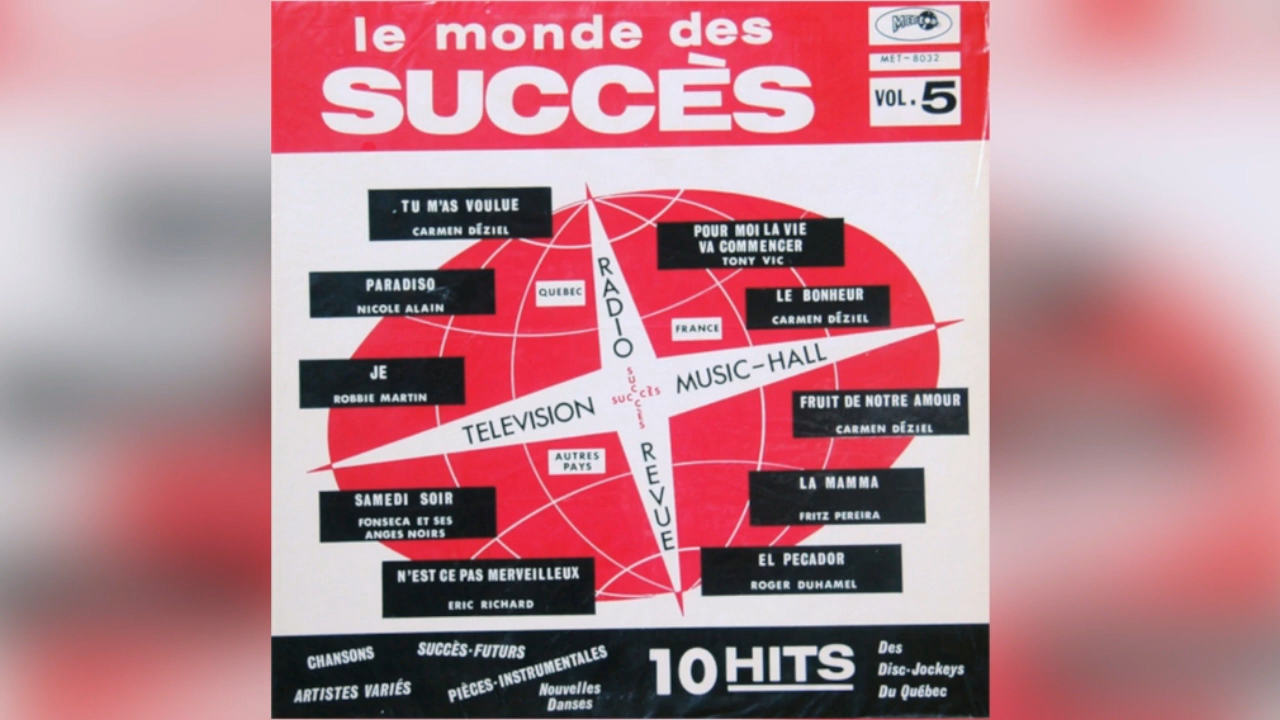 le monde des
SUCCÈS
MET-8032
VOL. 5
TU M'AS VOULUE
CARMEN DÉZIEL
POUR MOI LA VIE
VA COMMENCER
TONY VIC
PARADISO
NICOLE ALAIN
QUEBEC
LE BONHEUR
CARMEN DÉZIEL
FRANCE
RADIO
MUSIC-HALL
JE
ROBBIE MARTIN
SUCCÈS
SUCCÈS
TELEVISION
FRUIT DE NOTRE AMOUR
CARMEN DÉZIEL
AUTRES
PAYS
REVUE
SAMEDI SOIR
FONSECA ET SES
ANGES NOIRS
LA MAMMA
FRITZ PEREIRA
N'EST CE PAS MERVEILLEUX
ERIC RICHARD
EL PECADOR
ROGER DUHAMEL
CHANSONS
SUCCÈS-FUTURS
ARTISTES VARIÉS
PIÈCES-INSTRUMENTALES
Nouvelles
Danses
10 HITS
Des
Disc-Jockeys
Du Québec